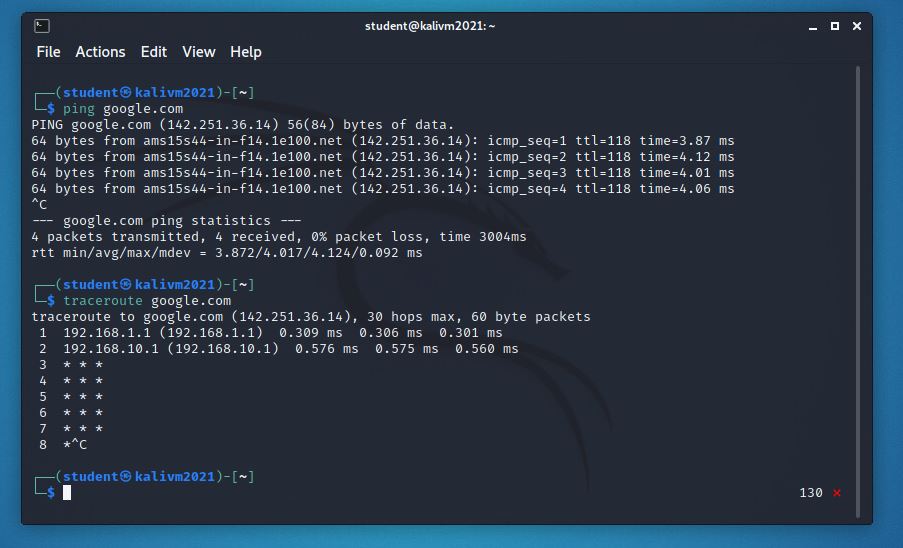 student@kalivm2021: ~
File Actions Edit View Help
┌──(student㉿kalivm2021)-[~]
└─$ ping google.com
PING google.com (142.251.36.14) 56(84) bytes of data.
64 bytes from ams15s44-in-f14.1e100.net (142.251.36.14): icmp_seq=1 ttl=118 time=3.87 ms
64 bytes from ams15s44-in-f14.1e100.net (142.251.36.14): icmp_seq=2 ttl=118 time=4.12 ms
64 bytes from ams15s44-in-f14.1e100.net (142.251.36.14): icmp_seq=3 ttl=118 time=4.01 ms
64 bytes from ams15s44-in-f14.1e100.net (142.251.36.14): icmp_seq=4 ttl=118 time=4.06 ms
^C
--- google.com ping statistics ---
4 packets transmitted, 4 received, 0% packet loss, time 3004ms
rtt min/avg/max/mdev = 3.872/4.017/4.124/0.092 ms
┌──(student㉿kalivm2021)-[~]
└─$ traceroute google.com
traceroute to google.com (142.251.36.14), 30 hops max, 60 byte packets
1 192.168.1.1 (192.168.1.1) 0.309 ms 0.306 ms 0.301 ms
2 192.168.10.1 (192.168.10.1) 0.576 ms 0.575 ms 0.560 ms
3 * * *
4 * * *
5 * * *
6 * * *
7 * * *
8 *^C
┌──(student㉿kalivm2021)-[~]
└─$ 130 ⨯